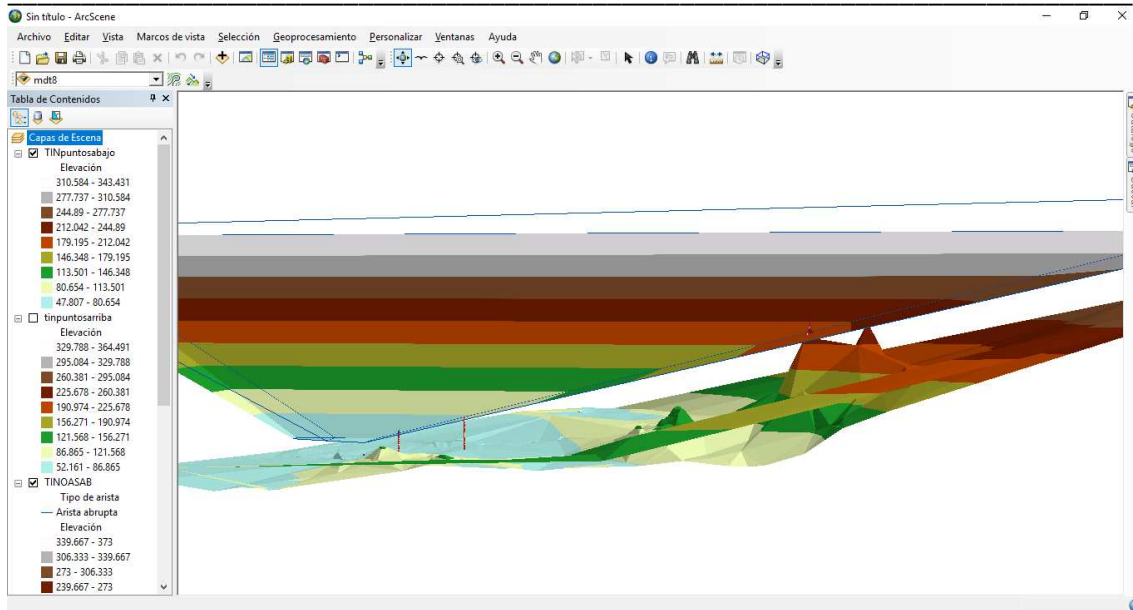 Sin título - ArcScene
Archivo Editar Vista Marcos de vista Selección Geoprocesamiento Personalizar Ventanas Ayuda
mdt8
Tabla de Contenidos
Capas de Escena
TINpuntosabajo
Elevación
310.584 - 343.431
277.737 - 310.584
244.89 - 277.737
212.042 - 244.89
179.195 - 212.042
146.348 - 179.195
113.501 - 146.348
80.654 - 113.501
47.807 - 80.654
tinpuntosarriba
Elevación
329.788 - 364.491
295.084 - 329.788
260.381 - 295.084
225.678 - 260.381
190.974 - 225.678
156.271 - 190.974
121.568 - 156.271
86.865 - 121.568
52.161 - 86.865
TINOASAB
Tipo de arista
Arista abrupta
Elevación
339.667 - 373
306.333 - 339.667
273 - 306.333
239.667 - 273